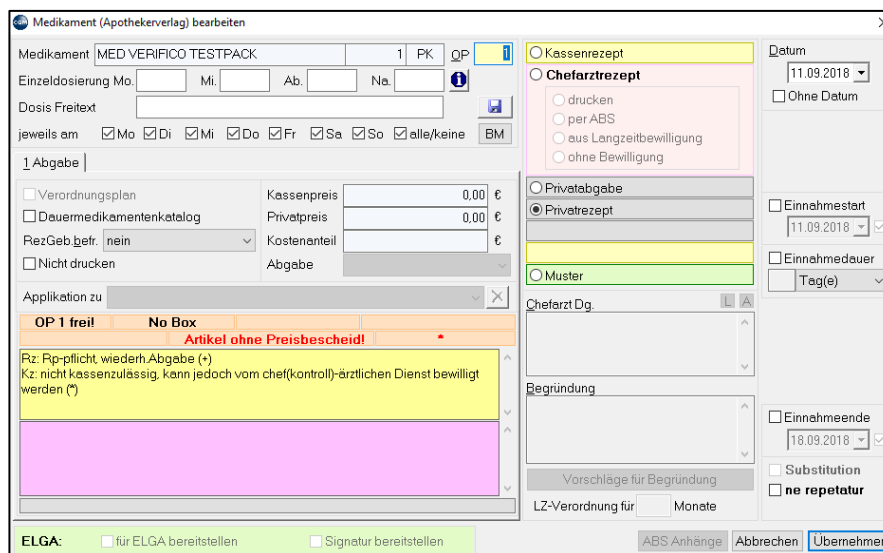 CGM Medikament (Apothekerverlag) bearbeiten
Medikament MED VERIFICO TESTPACK 1 PK OP 1
Einzeldosierung Mo. Mi. Ab. Na.
Dosis Freitext
jeweils am Mo Di Mi Do Fr Sa So alle/keine BM
1 Abgabe
Verordnungsplan Kassenpreis 0,00 €
Dauermedikamentenkatalog Privatpreis 0,00 €
RezGeb.befr. nein Kostenanteil €
Nicht drucken Abgabe
Applikation zu
OP 1 frei! No Box
Artikel ohne Preisbescheid! *
Rz: Rp-pflicht, wiederh.Abgabe (+)
Kz: nicht kassenzulässig, kann jedoch vom chef(kontroll)-ärztlichen Dienst bewilligt
werden (*)
ELGA: für ELGA bereitstellen Signatur bereitstellen
Kassenrezept
Chefarztrezept
drucken
per ABS
aus Langzeitbewilligung
ohne Bewilligung
Privatabgabe
Privatrezept
Muster
Chefarzt Dg. L A
Begründung
Vorschläge für Begründung
LZ-Verordnung für Monate
Datum
11.09.2018
Ohne Datum
Einnahmestart
11.09.2018
Einnahmedauer
Tag(e)
Einnahmeende
18.09.2018
Substitution
ne repetatur
ABS Anhänge Abbrechen Übernehmen